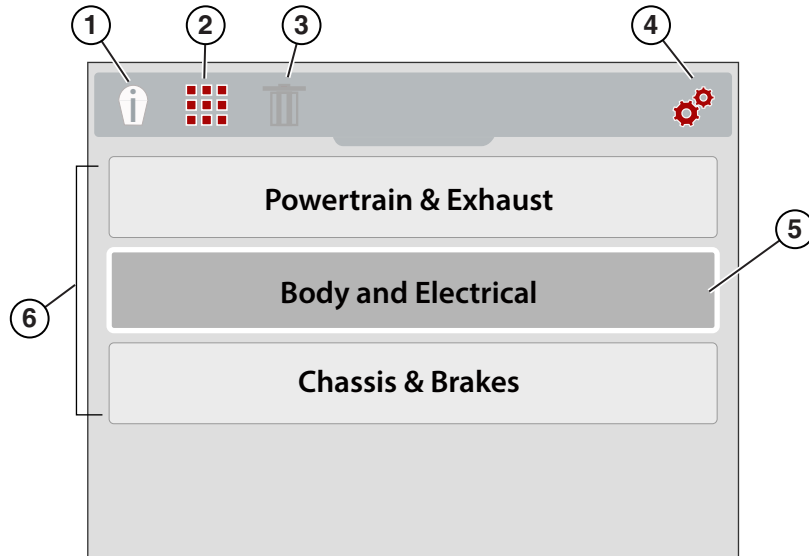 1 2 3 4
Powertrain & Exhaust
5
Body and Electrical
6
Chassis & Brakes